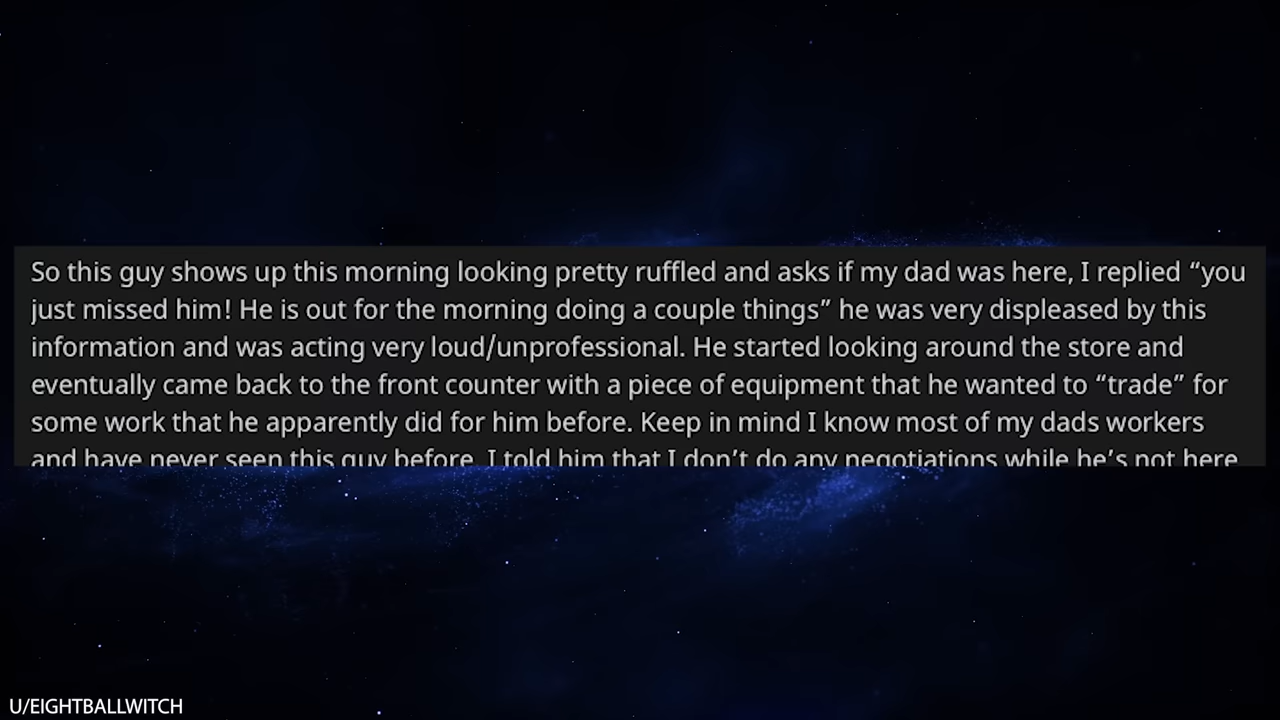 So this guy shows up this morning looking pretty ruffled and asks if my dad was here, I replied “you
just missed him! He is out for the morning doing a couple things” he was very displeased by this
information and was acting very loud/unprofessional. He started looking around the store and
eventually came back to the front counter with a piece of equipment that he wanted to “trade” for
some work that he apparently did for him before. Keep in mind I know most of my dads workers
and have never seen this guy before. I told him that I don’t do any negotiations while he’s not here
U/EIGHTBALLWITCH